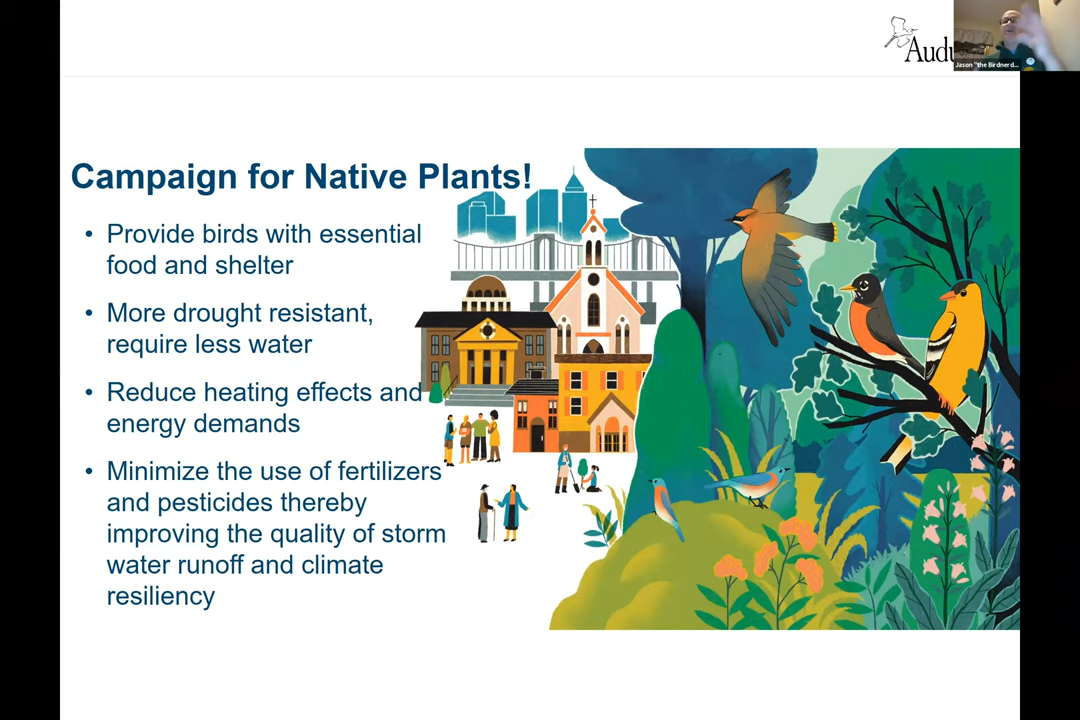 Audu
Jason "the Birdnerd...
Campaign for Native Plants!
• Provide birds with essential
food and shelter
• More drought resistant,
require less water
• Reduce heating effects and
energy demands
• Minimize the use of fertilizers
and pesticides thereby
improving the quality of storm
water runoff and climate
resiliency